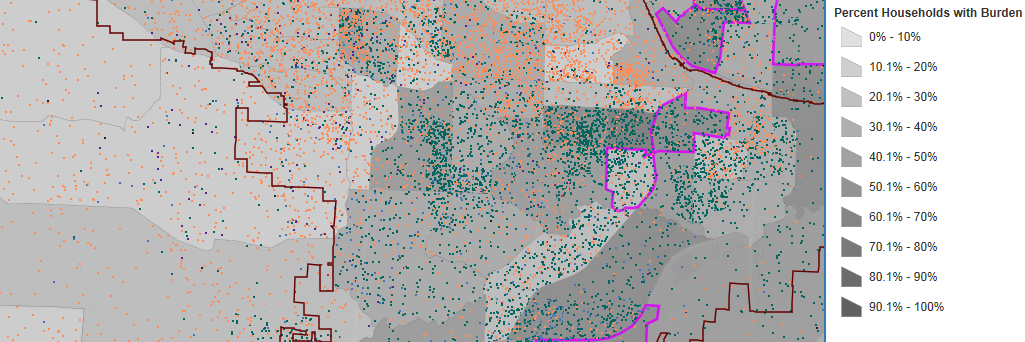 Percent Households with Burden
0% - 10%
10.1% - 20%
20.1% - 30%
30.1% - 40%
40.1% - 50%
50.1% - 60%
60.1% - 70%
70.1% - 80%
80.1% - 90%
90.1% - 100%